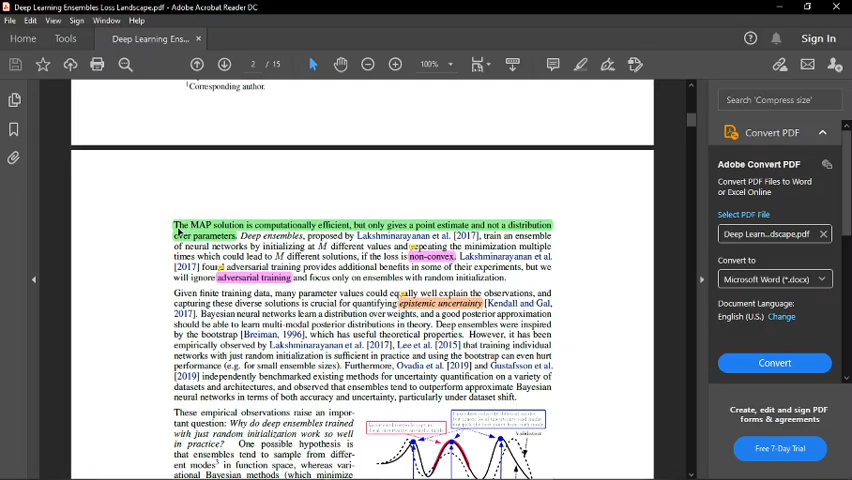 Deep Learning Ensembles Loss Landscape.pdf - Adobe Acrobat Reader DC
File Edit View Sign Window Help
Home Tools Deep Learning Ens... × Sign In
2 / 15 100%
¹Corresponding author.
The MAP solution is computationally efficient, but only gives a point estimate and not a distribution
over parameters. Deep ensembles, proposed by Lakshminarayanan et al. [2017], train an ensemble
of neural networks by initializing at M different values and repeating the minimization multiple
times which could lead to M different solutions, if the loss is non-convex. Lakshminarayanan et al.
[2017] found adversarial training provides additional benefits in some of their experiments, but we
will ignore adversarial training and focus only on ensembles with random initialization.
Given finite training data, many parameter values could equally well explain the observations, and
capturing these diverse solutions is crucial for quantifying epistemic uncertainty [Kendall and Gal,
2017]. Bayesian neural networks learn a distribution over weights, and a good posterior approximation
should be able to learn multi-modal posterior distributions in theory. Deep ensembles were inspired
by the bootstrap [Breiman, 1996], which has useful theoretical properties. However, it has been
empirically observed by Lakshminarayanan et al. [2017], Lee et al. [2015] that training individual
networks with just random initialization is sufficient in practice and using the bootstrap can even hurt
performance (e.g. for small ensemble sizes). Furthermore, Ovadia et al. [2019] and Gustafsson et al.
[2019] independently benchmarked existing methods for uncertainty quantification on a variety of
datasets and architectures, and observed that ensembles tend to outperform approximate Bayesian
neural networks in terms of both accuracy and uncertainty, particularly under dataset shift.
These empirical observations raise an impor-
tant question: Why do deep ensembles trained
with just random initialization work so well
in practice? One possible hypothesis is
that ensembles tend to sample from differ-
ent modes³ in function space, whereas vari-
ational Bayesian methods (which minimize
Validation
Search 'Compress size'
Convert PDF
Adobe Convert PDF
Convert PDF Files to Word
or Excel Online
Select PDF File
Deep Learn...dscape.pdf ×
Convert to
Microsoft Word (*.docx)
Document Language:
English (U.S.) Change
Convert
Create, edit and sign PDF
forms & agreements
Free 7-Day Trial